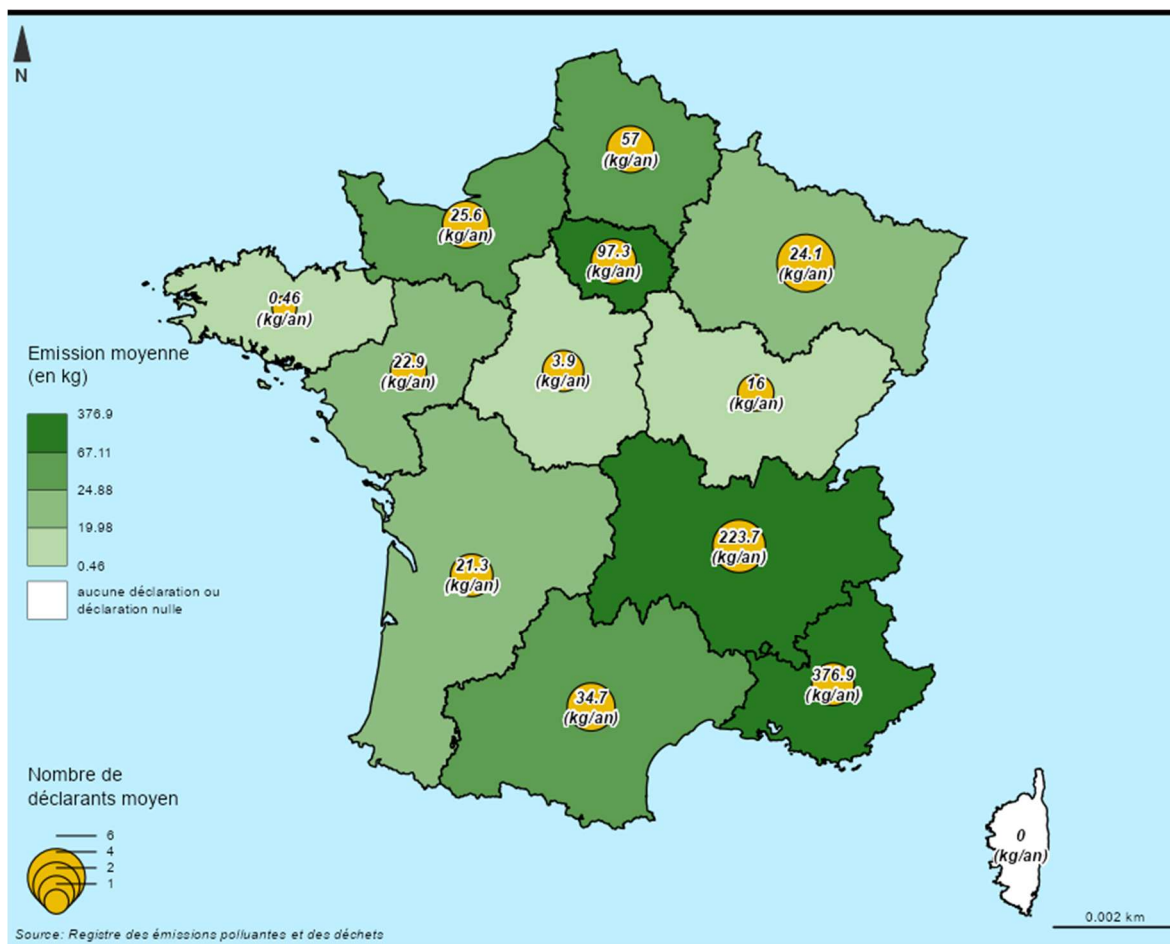 N
57
(kg/an)
25.6
(kg/an)
97.3
(kg/an)
24.1
(kg/an)
0.46
(kg/an)
22.9
(kg/an)
3.9
(kg/an)
16
(kg/an)
Emission moyenne
(en kg)
376.9
67.11
24.88
19.98
0.46
aucune déclaration ou
déclaration nulle
223.7
(kg/an)
21.3
(kg/an)
376.9
(kg/an)
34.7
(kg/an)
Nombre de
déclarants moyen
6
4
2
1
0
(kg/an)
0.002 km
Source: Registre des émissions polluantes et des déchets